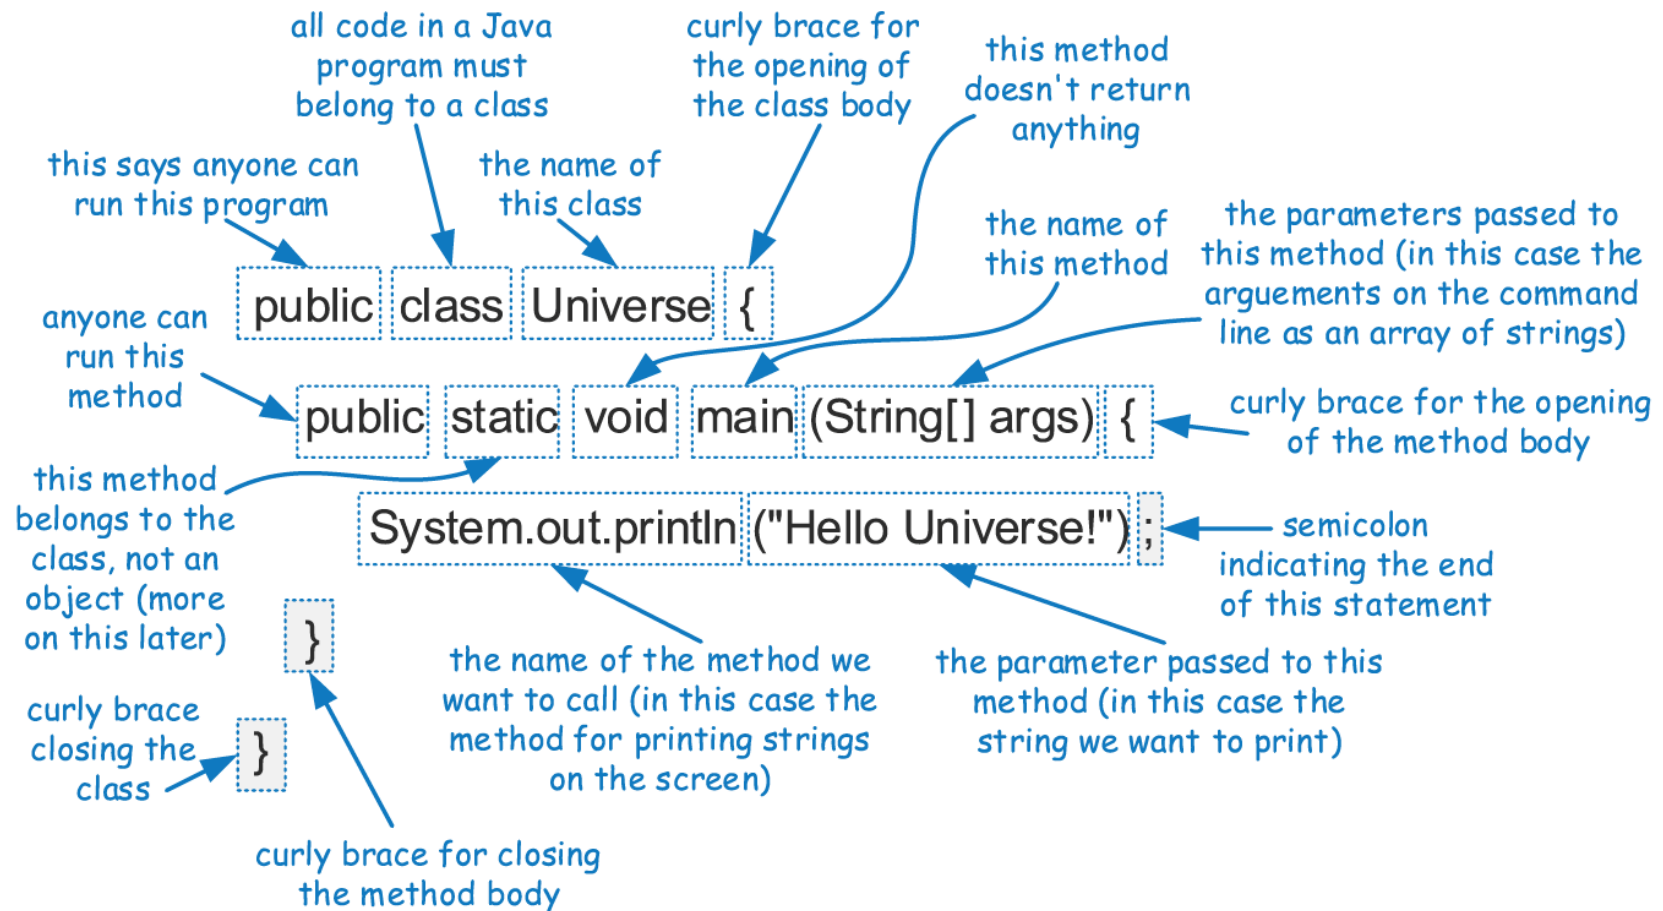 all code in a Java
program must
belong to a class
curly brace for
the opening of
the class body
this method
doesn't return
anything
this says anyone can
run this program
the name of
this class
the name of
this method
the parameters passed to
this method (in this case the
arguements on the command
line as an array of strings)
public class Universe {
anyone can
run this
method
public static void main (String[] args) {
curly brace for the opening
of the method body
this method
belongs to the
class, not an
object (more
on this later)
System.out.println ("Hello Universe!") ;
semicolon
indicating the end
of this statement
}
the name of the method we
want to call (in this case the
method for printing strings
on the screen)
the parameter passed to this
method (in this case the
string we want to print)
curly brace
closing the
class
}
curly brace for closing
the method body